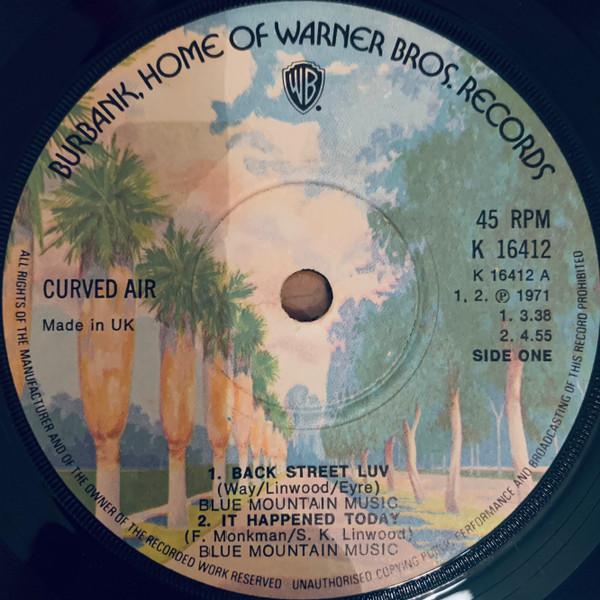 BURBANK, HOME OF WARNER BROS. RECORDS
WB
45 RPM
K 16412
K 16412 A
1, 2. ℗ 1971
1. 3.38
2. 4.55
SIDE ONE
CURVED AIR
Made in UK
1. BACK STREET LUV
(Way/Linwood/Eyre)
BLUE MOUNTAIN MUSIC
2. IT HAPPENED TODAY
(F. Monkman/S. K. Linwood)
BLUE MOUNTAIN MUSIC
ALL RIGHTS OF THE MANUFACTURER AND OF THE OWNER OF THE RECORDED WORK RESERVED UNAUTHORISED COPYING PUBLIC PERFORMANCE AND BROADCASTING OF THIS RECORD PROHIBITED